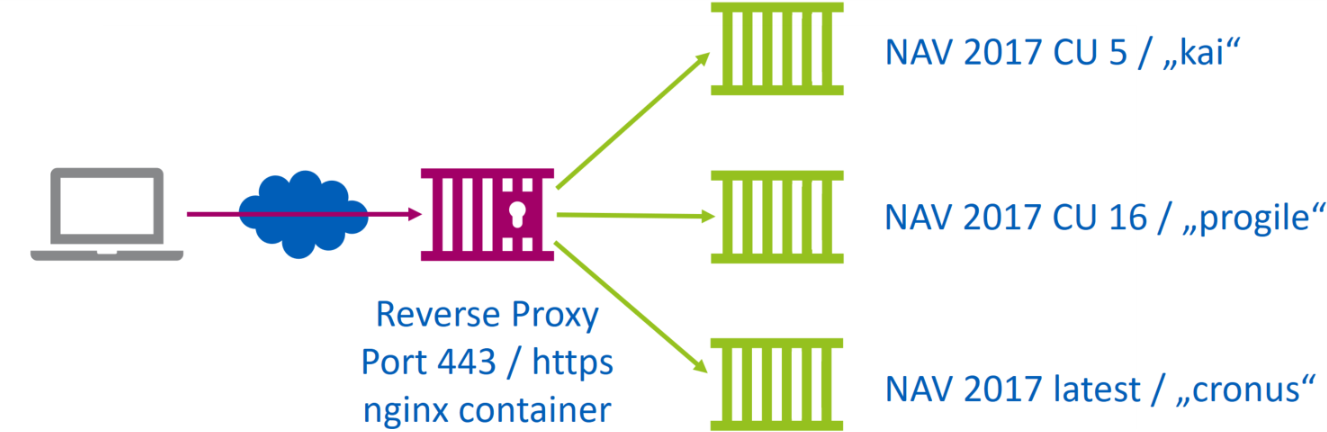 NAV 2017 CU 5 / „kai“
NAV 2017 CU 16 / „progile“
Reverse Proxy
Port 443 / https
nginx container
NAV 2017 latest / „cronus“